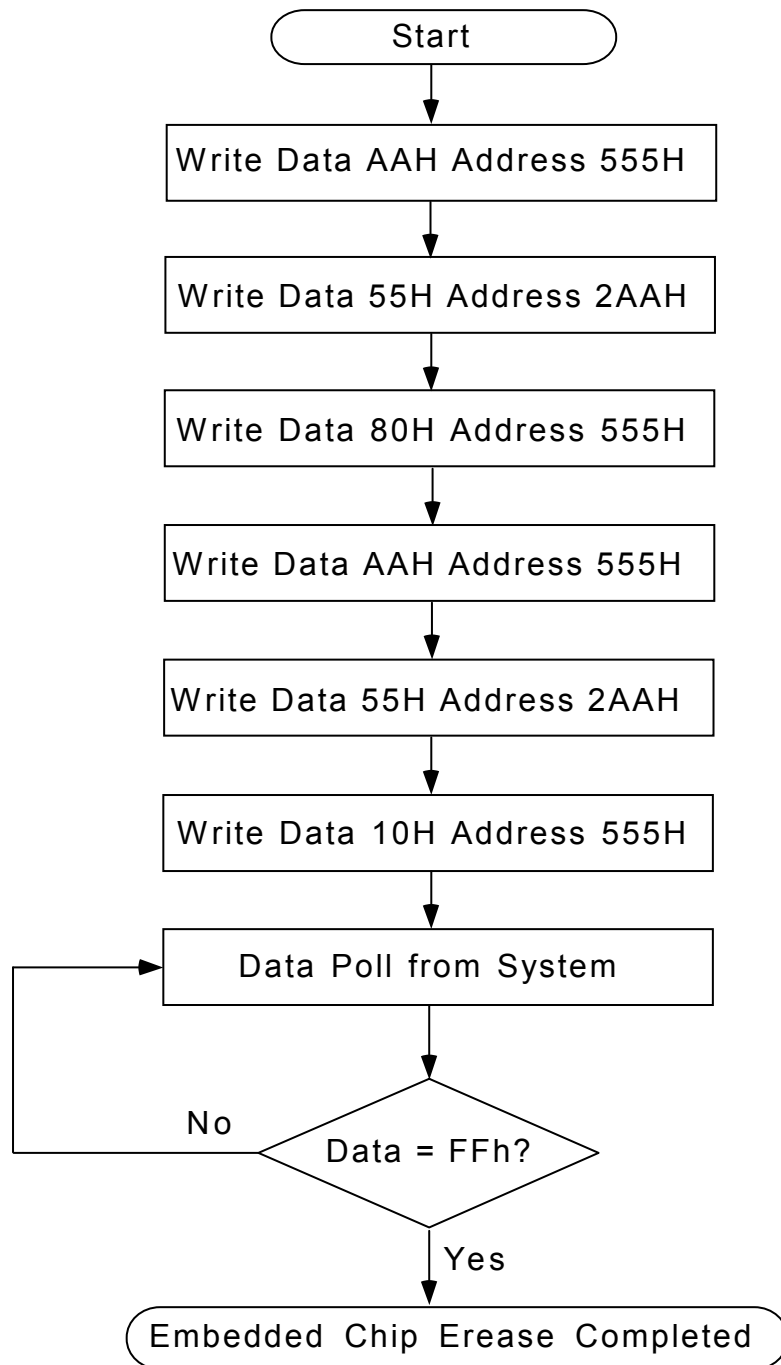 Start
Write Data AAH Address 555H
Write Data 55H Address 2AAH
Write Data 80H Address 555H
Write Data AAH Address 555H
Write Data 55H Address 2AAH
Write Data 10H Address 555H
Data Poll from System
No
Data = FFh?
Yes
Embedded Chip Erease Completed